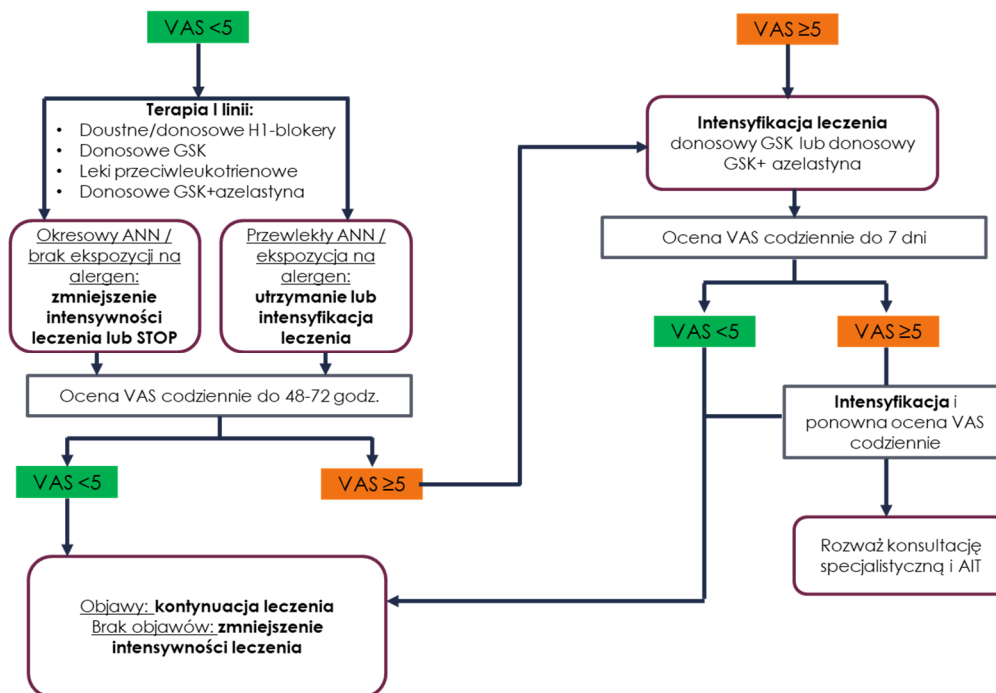 VAS <5
Terapia I linii:
• Doustne/donosowe H1-blokery
• Donosowe GSK
• Leki przeciwleukotrienowe
• Donosowe GSK+azelastyna
Okresowy ANN /
brak ekspozycji na
alergen:
zmniejszenie
intensywności
leczenia lub STOP
Przewlekły ANN /
ekspozycja na
alergen:
utrzymanie lub
intensyfikacja
leczenia
Ocena VAS codziennie do 48-72 godz.
VAS <5
VAS ≥5
Objawy: kontynuacja leczenia
Brak objawów: zmniejszenie
intensywności leczenia
VAS ≥5
Intensyfikacja leczenia
donosowy GSK lub donosowy
GSK+ azelastyna
Ocena VAS codziennie do 7 dni
VAS <5
VAS ≥5
Intensyfikacja i
ponowna ocena VAS
codziennie
Rozważ konsultację
specjalistyczną i AIT